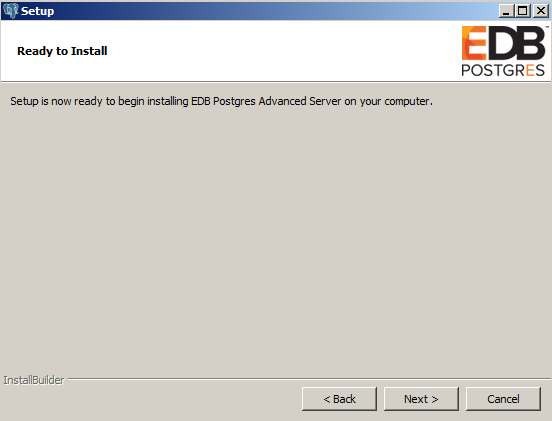 Setup
Ready to Install
EDB™
POSTGRES
Setup is now ready to begin installing EDB Postgres Advanced Server on your computer.
InstallBuilder
< Back
Next >
Cancel